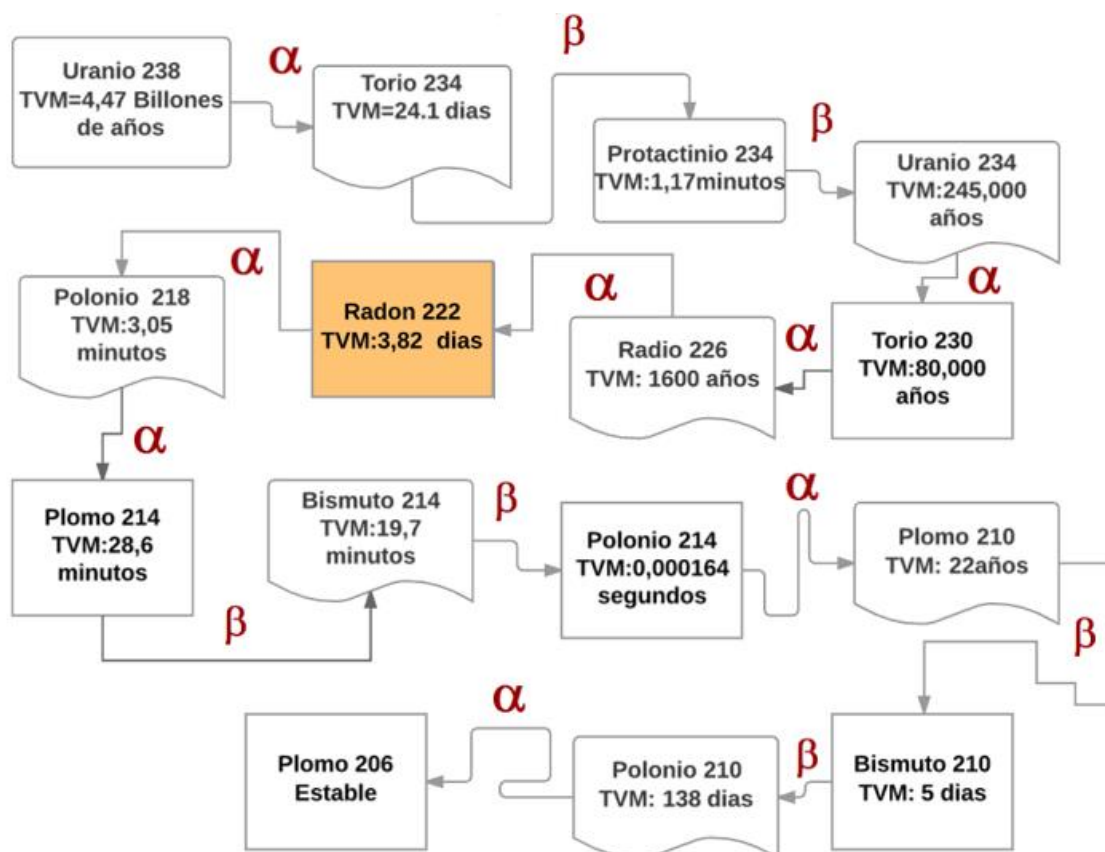 Uranio 238
TVM=4,47 Billones
de años
α
Torio 234
TVM=24.1 dias
β
Protactinio 234
TVM:1,17minutos
β
Uranio 234
TVM:245,000
años
α
Torio 230
TVM:80,000
años
α
Radio 226
TVM: 1600 años
α
Radon 222
TVM:3,82 dias
α
Polonio 218
TVM:3,05
minutos
α
Plomo 214
TVM:28,6
minutos
β
Bismuto 214
TVM:19,7
minutos
β
Polonio 214
TVM:0,000164
segundos
α
Plomo 210
TVM: 22años
β
Bismuto 210
TVM: 5 dias
β
Polonio 210
TVM: 138 dias
α
Plomo 206
Estable